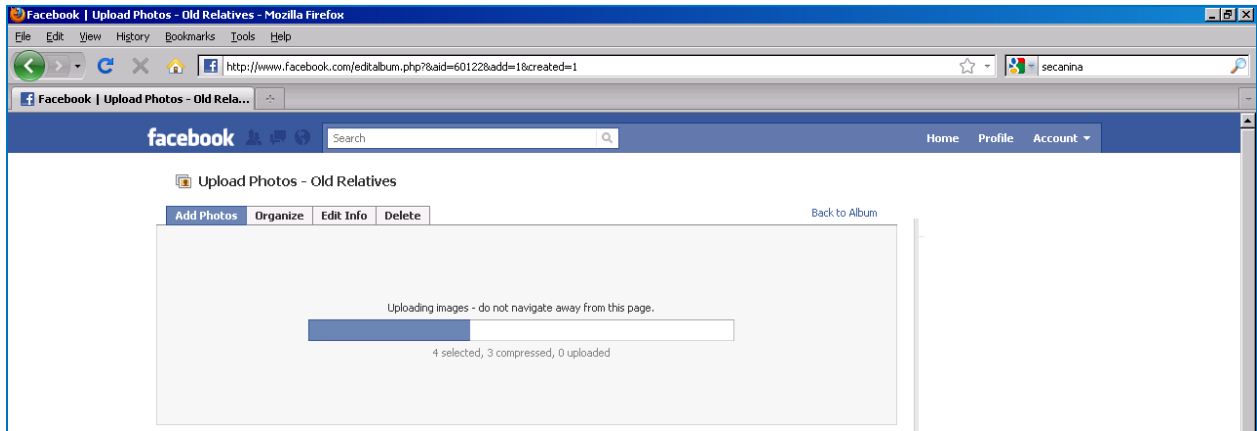 Facebook | Upload Photos - Old Relatives - Mozilla Firefox
File Edit View History Bookmarks Tools Help
http://www.facebook.com/editalbum.php?&aid=60122&add=1&created=1 secanina
Facebook | Upload Photos - Old Rela...
facebook Search Home Profile Account
Upload Photos - Old Relatives
Add Photos Organize Edit Info Delete Back to Album
Uploading images - do not navigate away from this page.
4 selected, 3 compressed, 0 uploaded